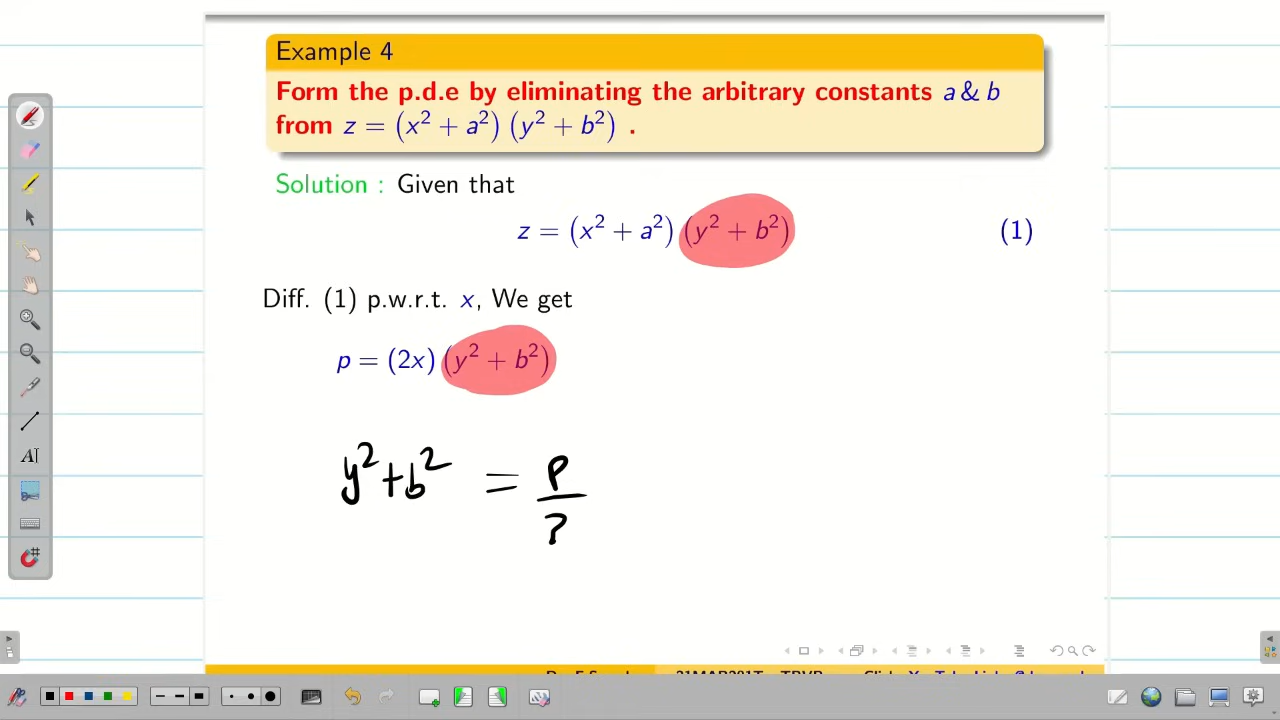 Example 4
Form the p.d.e by eliminating the arbitrary constants a & b
from z = (x² + a²) (y² + b²) .
Solution : Given that
z = (x² + a²) (y² + b²) (1)
Diff. (1) p.w.r.t. x, We get
p = (2x) (y² + b²)
y²+b² = p/